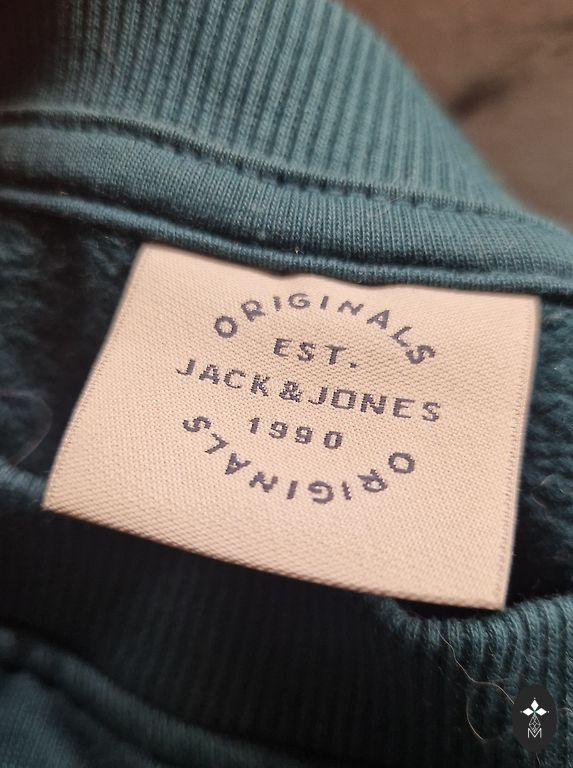 ORIGINALS
EST.
JACK&JONES
1990
ORIGINALS
M